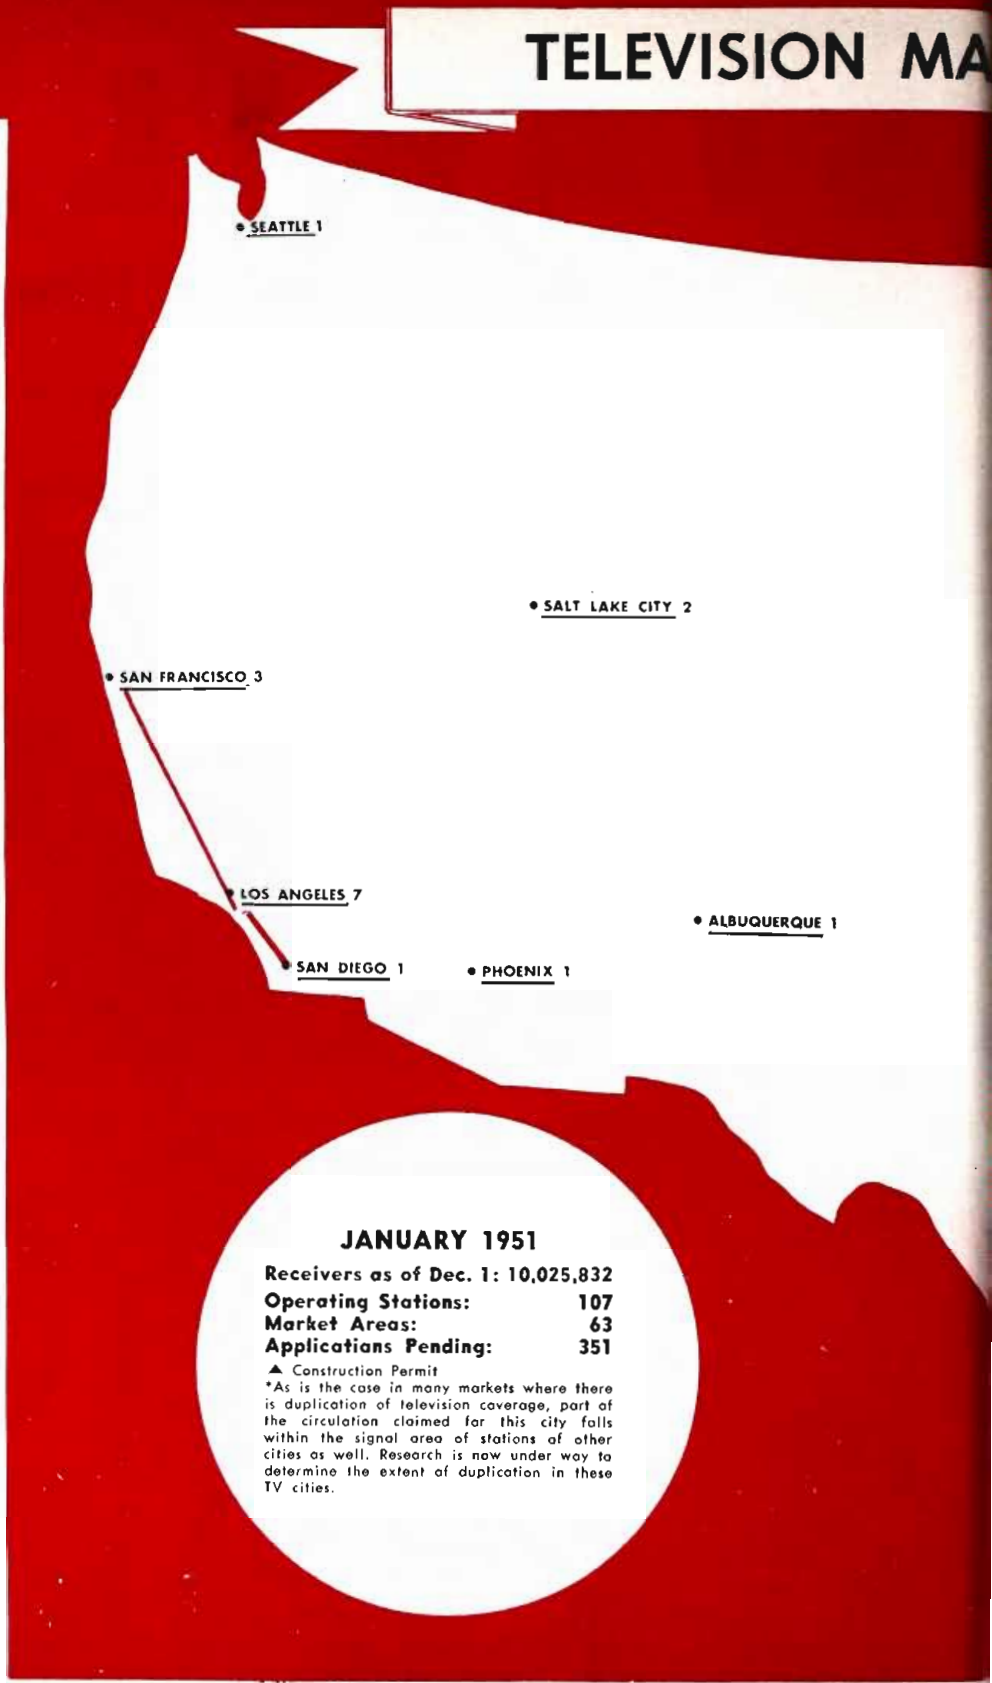 TELEVISION MA
SEATTLE 1
SALT LAKE CITY 2
SAN FRANCISCO 3
LOS ANGELES 7
ALBUQUERQUE 1
SAN DIEGO 1
PHOENIX 1
JANUARY 1951
Receivers as of Dec. 1: 10,025,832
Operating Stations: 107
Market Areas: 63
Applications Pending: 351
▲ Construction Permit
*As is the case in many markets where there
is duplication of television coverage, part of
the circulation claimed for this city falls
within the signal area of stations of other
cities as well. Research is now under way to
determine the extent of duplication in these
TV cities.